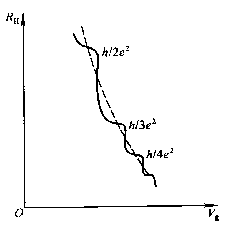 R_H
h/2e²
h/3e²
h/4e²
O
V_g